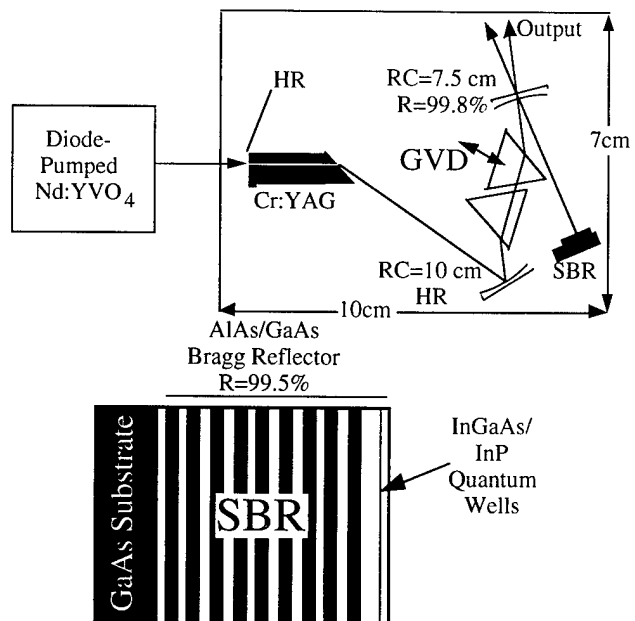 Output
HR
RC=7.5 cm
R=99.8%
Diode-
Pumped
Nd:YVO4
GVD
7cm
Cr:YAG
SBR
RC=10 cm
HR
10cm
AlAs/GaAs
Bragg Reflector
R=99.5%
GaAs Substrate
SBR
InGaAs/
InP
Quantum
Wells